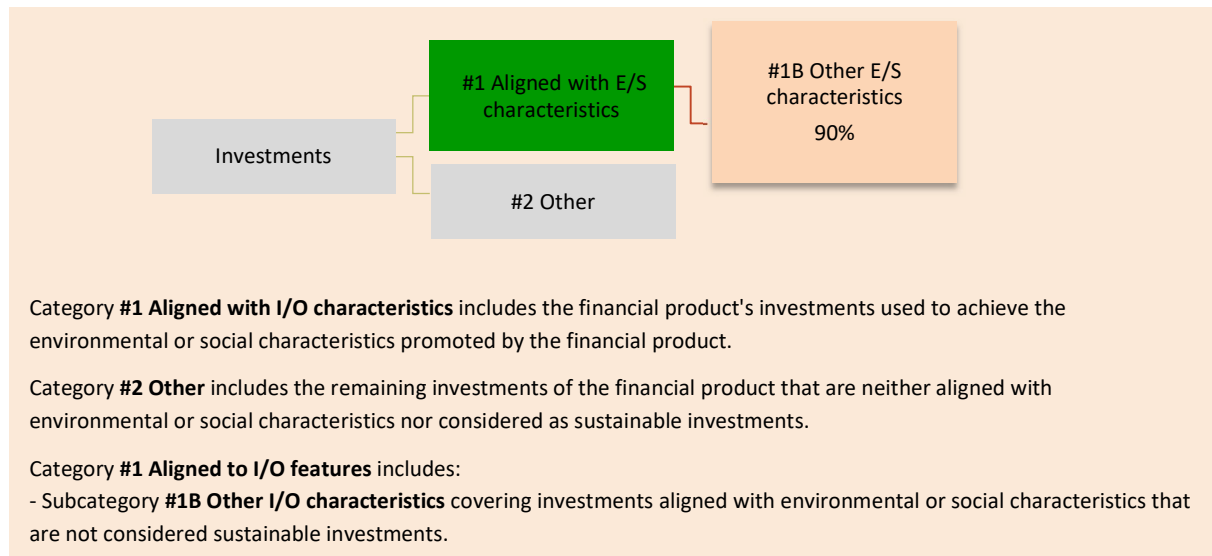 #1 Aligned with E/S
characteristics
#1B Other E/S
characteristics
90%
Investments
#2 Other
Category #1 Aligned with I/O characteristics includes the financial product's investments used to achieve the
environmental or social characteristics promoted by the financial product.
Category #2 Other includes the remaining investments of the financial product that are neither aligned with
environmental or social characteristics nor considered as sustainable investments.
Category #1 Aligned to I/O features includes:
- Subcategory #1B Other I/O characteristics covering investments aligned with environmental or social characteristics that
are not considered sustainable investments.